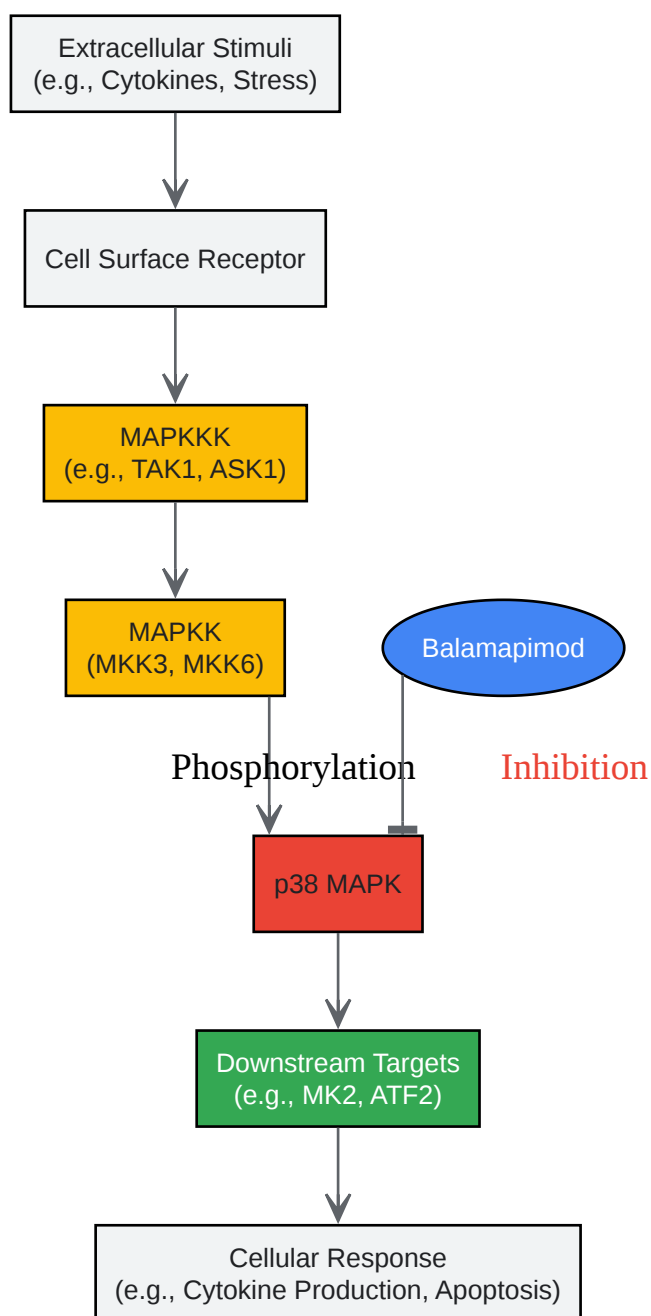 Extracellular Stimuli
(e.g., Cytokines, Stress)
Cell Surface Receptor
MAPKKK
(e.g., TAK1, ASK1)
MAPKK
(MKK3, MKK6)
Balamapimod
Phosphorylation
Inhibition
p38 MAPK
Downstream Targets
(e.g., MK2, ATF2)
Cellular Response
(e.g., Cytokine Production, Apoptosis)